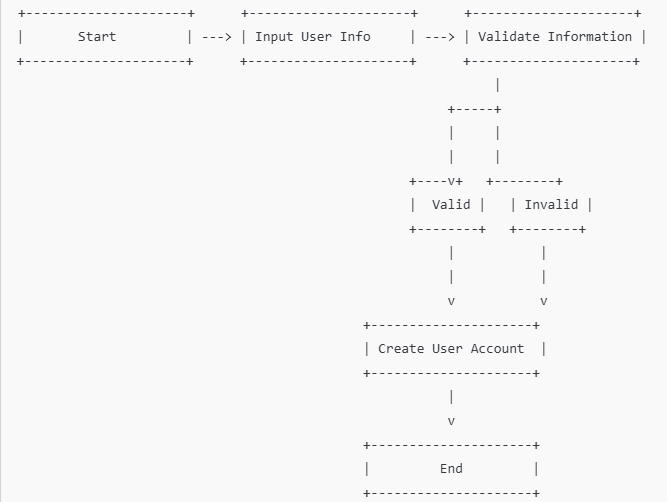 +---------------------+      +---------------------+      +---------------------+
|       Start         | ---> | Input User Info     | ---> | Validate Information |
+---------------------+      +---------------------+      +---------------------+
                                                              |
                                                        +-----+
                                                        |     |
                                                        |     |
                                                   +----v+   +--------+
                                                   |  Valid |   | Invalid |
                                                   +--------+   +--------+
                                                        |           |
                                                        |           |
                                                        v           v
                                             +---------------------+
                                             | Create User Account  |
                                             +---------------------+
                                                        |
                                                        v
                                             +---------------------+
                                             |         End         |
                                             +---------------------+